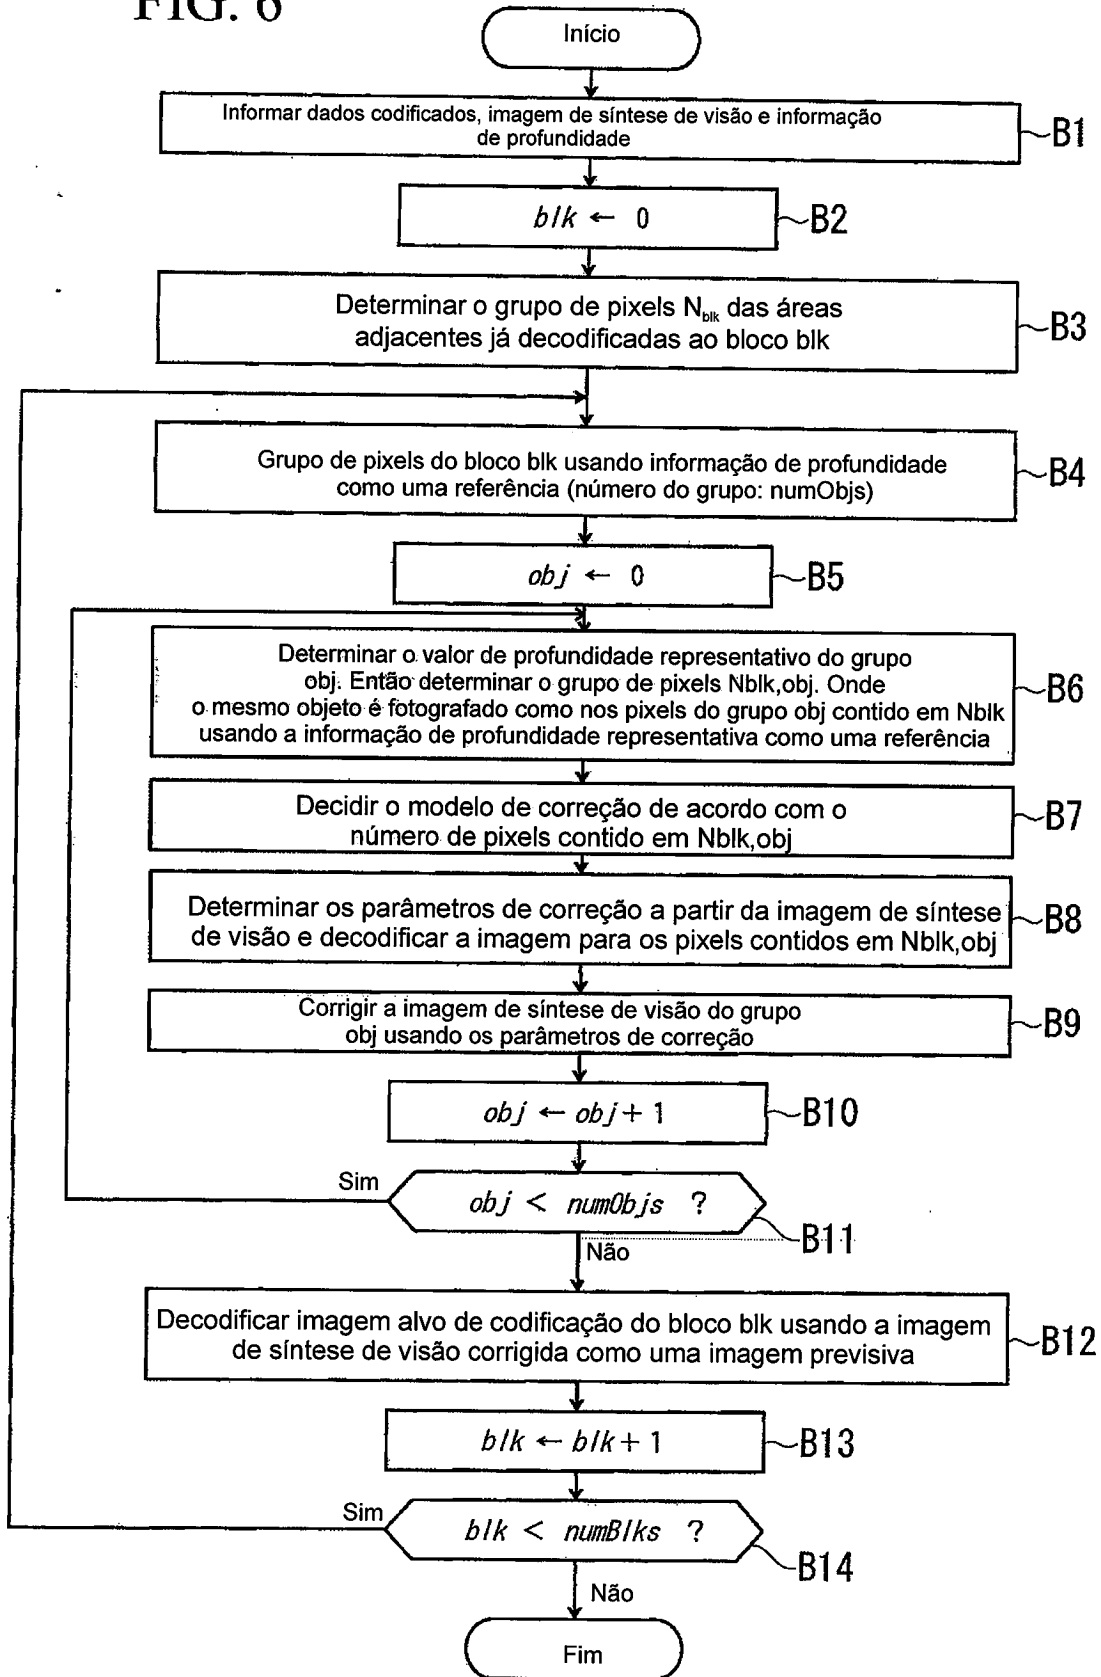 FIG. 6
Início
Informar dados codificados, imagem de síntese de visão e informação
de profundidade
B1
blk ← 0
B2
Determinar o grupo de pixels Nblk das áreas
adjacentes já decodificadas ao bloco blk
B3
Grupo de pixels do bloco blk usando informação de profundidade
como uma referência (número do grupo: numObjs)
B4
obj ← 0
B5
Determinar o valor de profundidade representativo do grupo
obj. Então determinar o grupo de pixels Nblk,obj. Onde
o mesmo objeto é fotografado como nos pixels do grupo obj contido em Nblk
usando a informação de profundidade representativa como uma referência
B6
Decidir o modelo de correção de acordo com o
número de pixels contido em Nblk,obj
B7
Determinar os parâmetros de correção a partir da imagem de síntese
de visão e decodificar a imagem para os pixels contidos em Nblk,obj
B8
Corrigir a imagem de síntese de visão do grupo
obj usando os parâmetros de correção
B9
obj ← obj + 1
B10
Sim
obj < numObjs ?
B11
Não
Decodificar imagem alvo de codificação do bloco blk usando a imagem
de síntese de visão corrigida como uma imagem previsiva
B12
blk ← blk + 1
B13
Sim
blk < numBlks ?
B14
Não
Fim